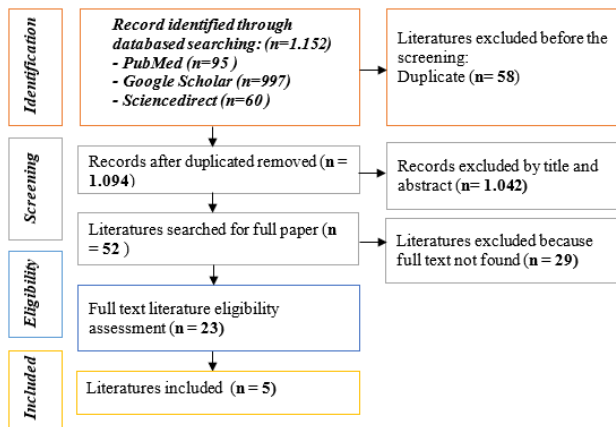 Identification
Record identified through
databased searching: (n=1.152)
- PubMed (n=95 )
- Google Scholar (n=997)
- Sciencedirect (n=60)
Literatures excluded before the
screening:
Duplicate (n= 58)
Screening
Records after duplicated removed (n =
1.094)
Records excluded by title and
abstract (n= 1.042)
Literatures searched for full paper (n
= 52 )
Literatures excluded because
full text not found (n = 29)
Eligibility
Full text literature eligibility
assessment (n = 23)
Included
Literatures included (n = 5)